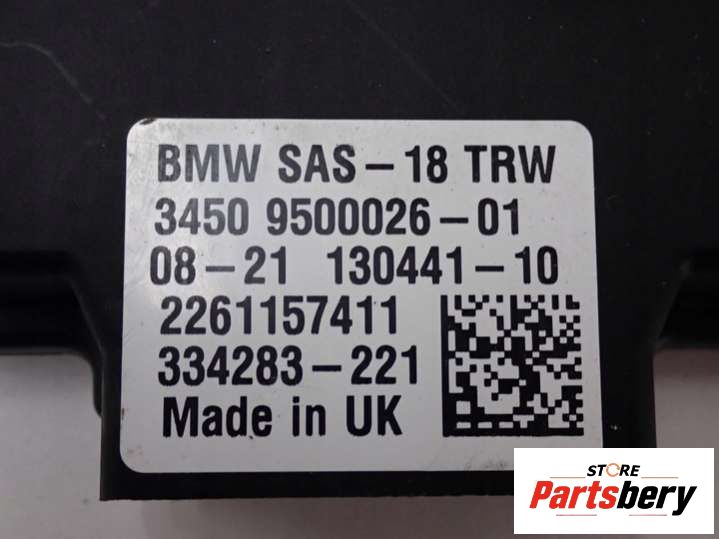 BMW SAS-18 TRW
3450 9500026-01
08-21 130441-10
2261157411
334283-221
Made in UK
STORE
Partsbery